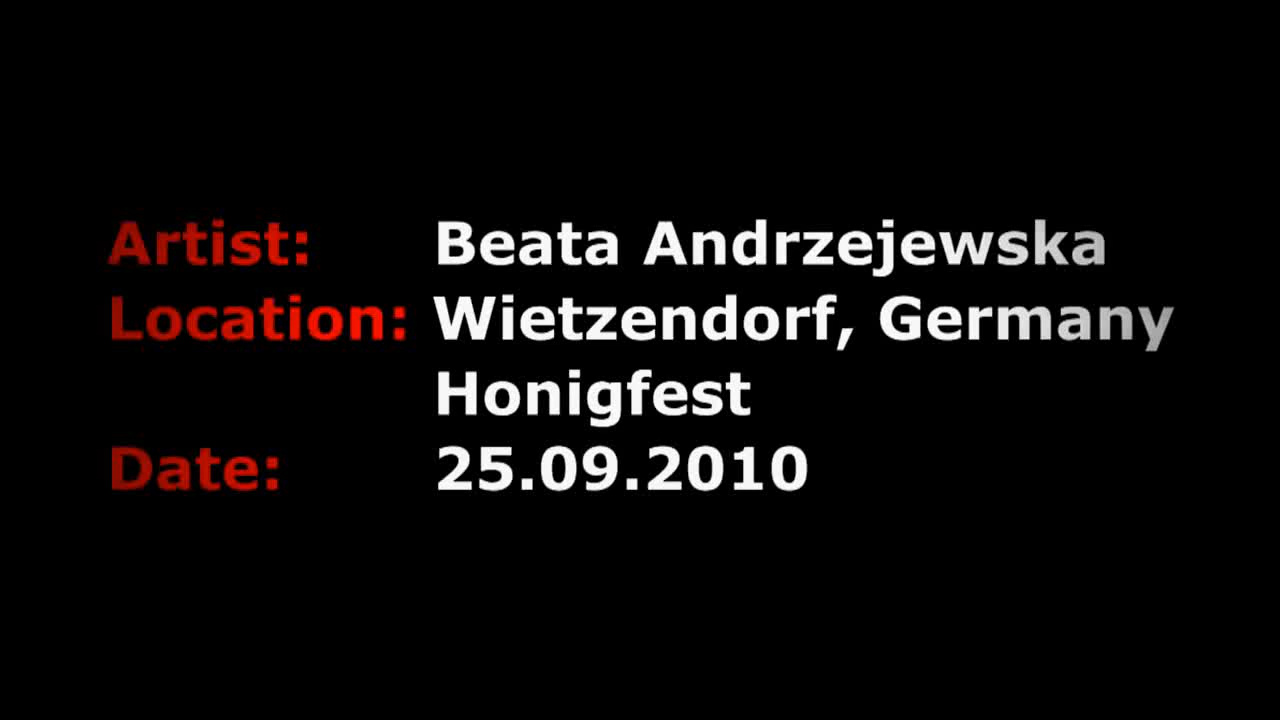 Artist: Beata Andrzejewska
Location: Wietzendorf, Germany
Honigfest
Date: 25.09.2010